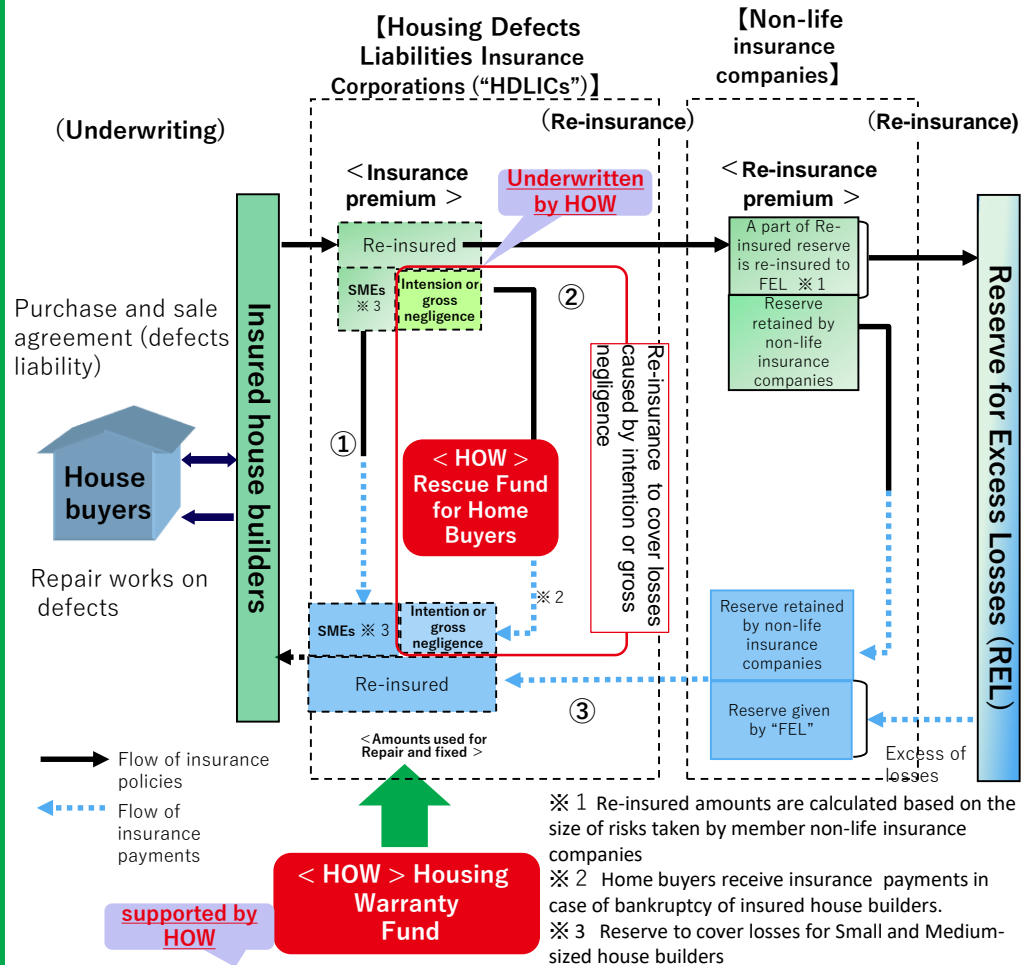 【Housing Defects
Liabilities Insurance
Corporations (“HDLICs”)】
【Non-life
insurance
companies】
(Underwriting)
(Re-insurance)
(Re-insurance)
＜Insurance
premium ＞
Underwritten
by HOW
＜Re-insurance
premium ＞
Re-insured
A part of Re-
insured reserve
is re-insured to
FEL ※１
SMEs
※３
Intension or
gross
negligence
②
Reserve
retained by
non-life
insurance
companies
Purchase and sale
agreement (defects
liability)
Insured house builders
Re-insurance to cover losses
caused by intention or gross
negligence
Reserve for Excess Losses (REL)
①
＜HOW＞
Rescue Fund
for Home
Buyers
House
buyers
Repair works on
defects
※２
SMEs ※３
Intention or
gross
negligence
Reserve retained
by non-life
insurance
companies
Re-insured
③
Reserve given
by “FEL”
＜Amounts used for
Repair and fixed ＞
Excess of
losses
Flow of insurance
policies
Flow of
insurance
payments
＜HOW＞Housing
Warranty
Fund
supported by
HOW
※１ Re-insured amounts are calculated based on the
size of risks taken by member non-life insurance
companies
※２ Home buyers receive insurance payments in
case of bankruptcy of insured house builders.
※３ Reserve to cover losses for Small and Medium-
sized house builders